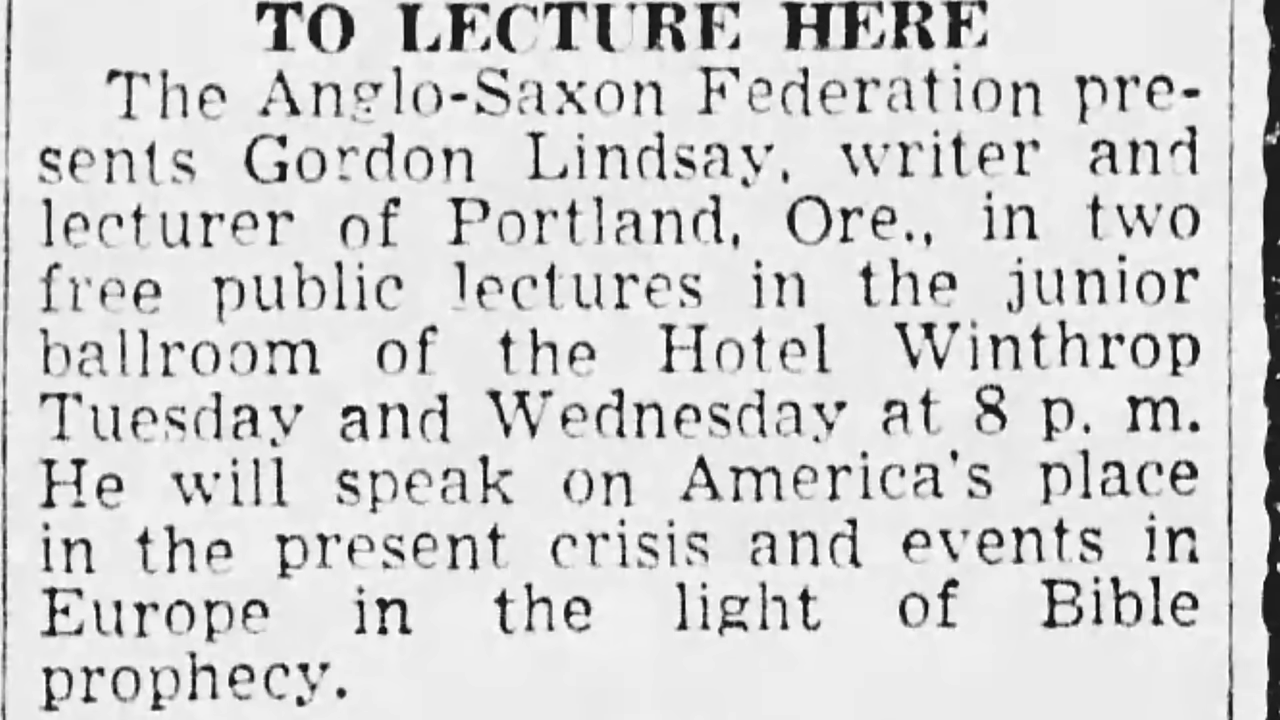 TO LECTURE HERE
The Anglo-Saxon Federation pre-
sents Gordon Lindsay, writer and
lecturer of Portland, Ore., in two
free public lectures in the junior
ballroom of the Hotel Winthrop
Tuesday and Wednesday at 8 p. m.
He will speak on America's place
in the present crisis and events in
Europe in the light of Bible
prophecy.